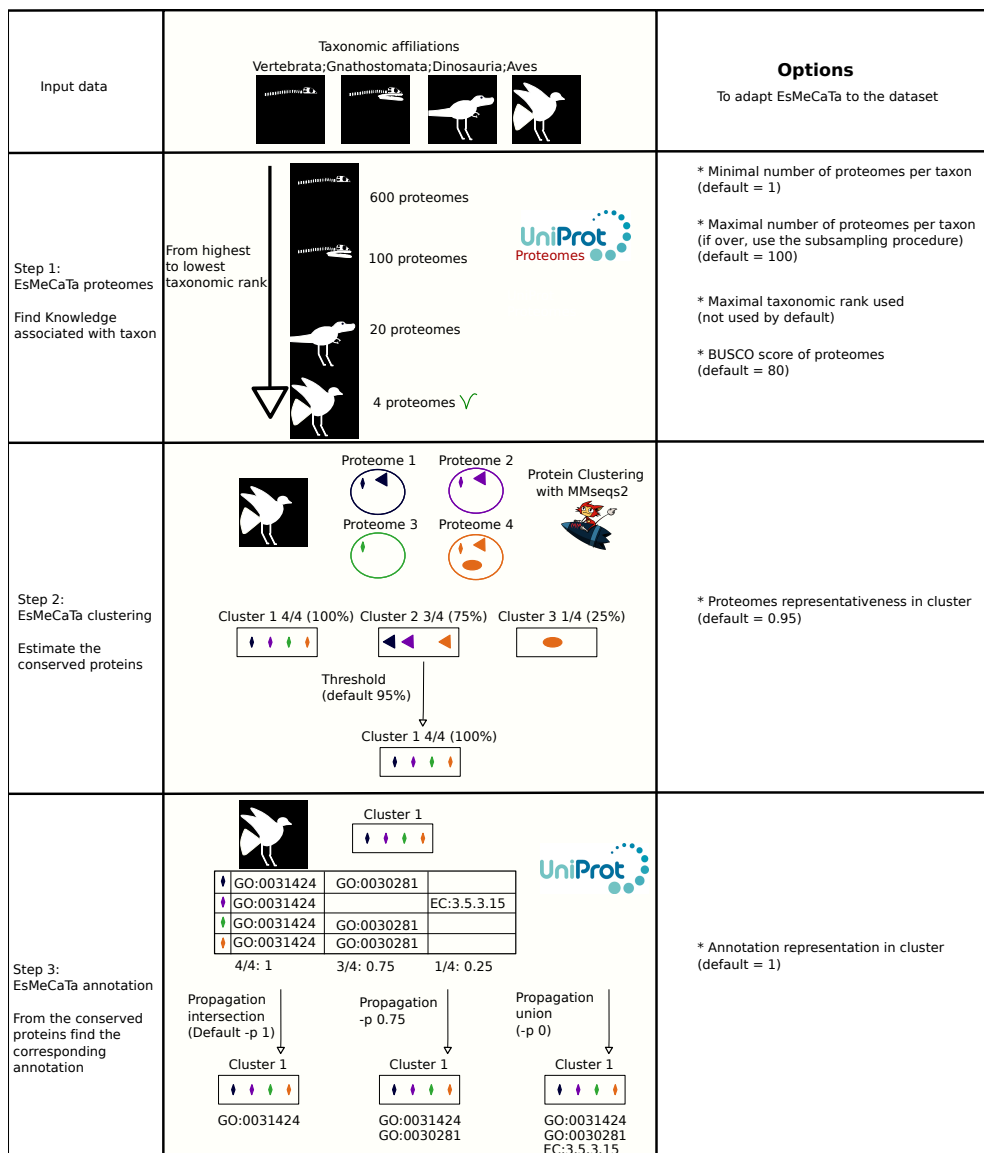 Input data
Taxonomic affiliations
Vertebrata;Gnathostomata;Dinosauria;Aves
Options
To adapt EsMeCaTa to the dataset
Step 1:
EsMeCaTa proteomes
Find Knowledge
associated with taxon
From highest
to lowest
taxonomic rank
600 proteomes
100 proteomes
20 proteomes
4 proteomes
UniProt
Proteomes
* Minimal number of proteomes per taxon
(default = 1)
* Maximal number of proteomes per taxon
(if over, use the subsampling procedure)
(default = 100)
* Maximal taxonomic rank used
(not used by default)
* BUSCO score of proteomes
(default = 80)
Step 2:
EsMeCaTa clustering
Estimate the
conserved proteins
Proteome 1
Proteome 2
Proteome 3
Proteome 4
Protein Clustering
with MMseqs2
Cluster 1 4/4 (100%)
Cluster 2 3/4 (75%)
Cluster 3 1/4 (25%)
Threshold
(default 95%)
Cluster 1 4/4 (100%)
* Proteomes representativeness in cluster
(default = 0.95)
Step 3:
EsMeCaTa annotation
From the conserved
proteins find the
corresponding
annotation
Cluster 1
UniProt
GO:0031424 GO:0030281
GO:0031424 EC:3.5.3.15
GO:0031424 GO:0030281
GO:0031424 GO:0030281
4/4: 1 3/4: 0.75 1/4: 0.25
Propagation
intersection
(Default -p 1)
Propagation
-p 0.75
Propagation
union
(-p 0)
Cluster 1
GO:0031424
Cluster 1
GO:0031424
GO:0030281
Cluster 1
GO:0031424
GO:0030281
EC:3.5.3.15
* Annotation representation in cluster
(default = 1)